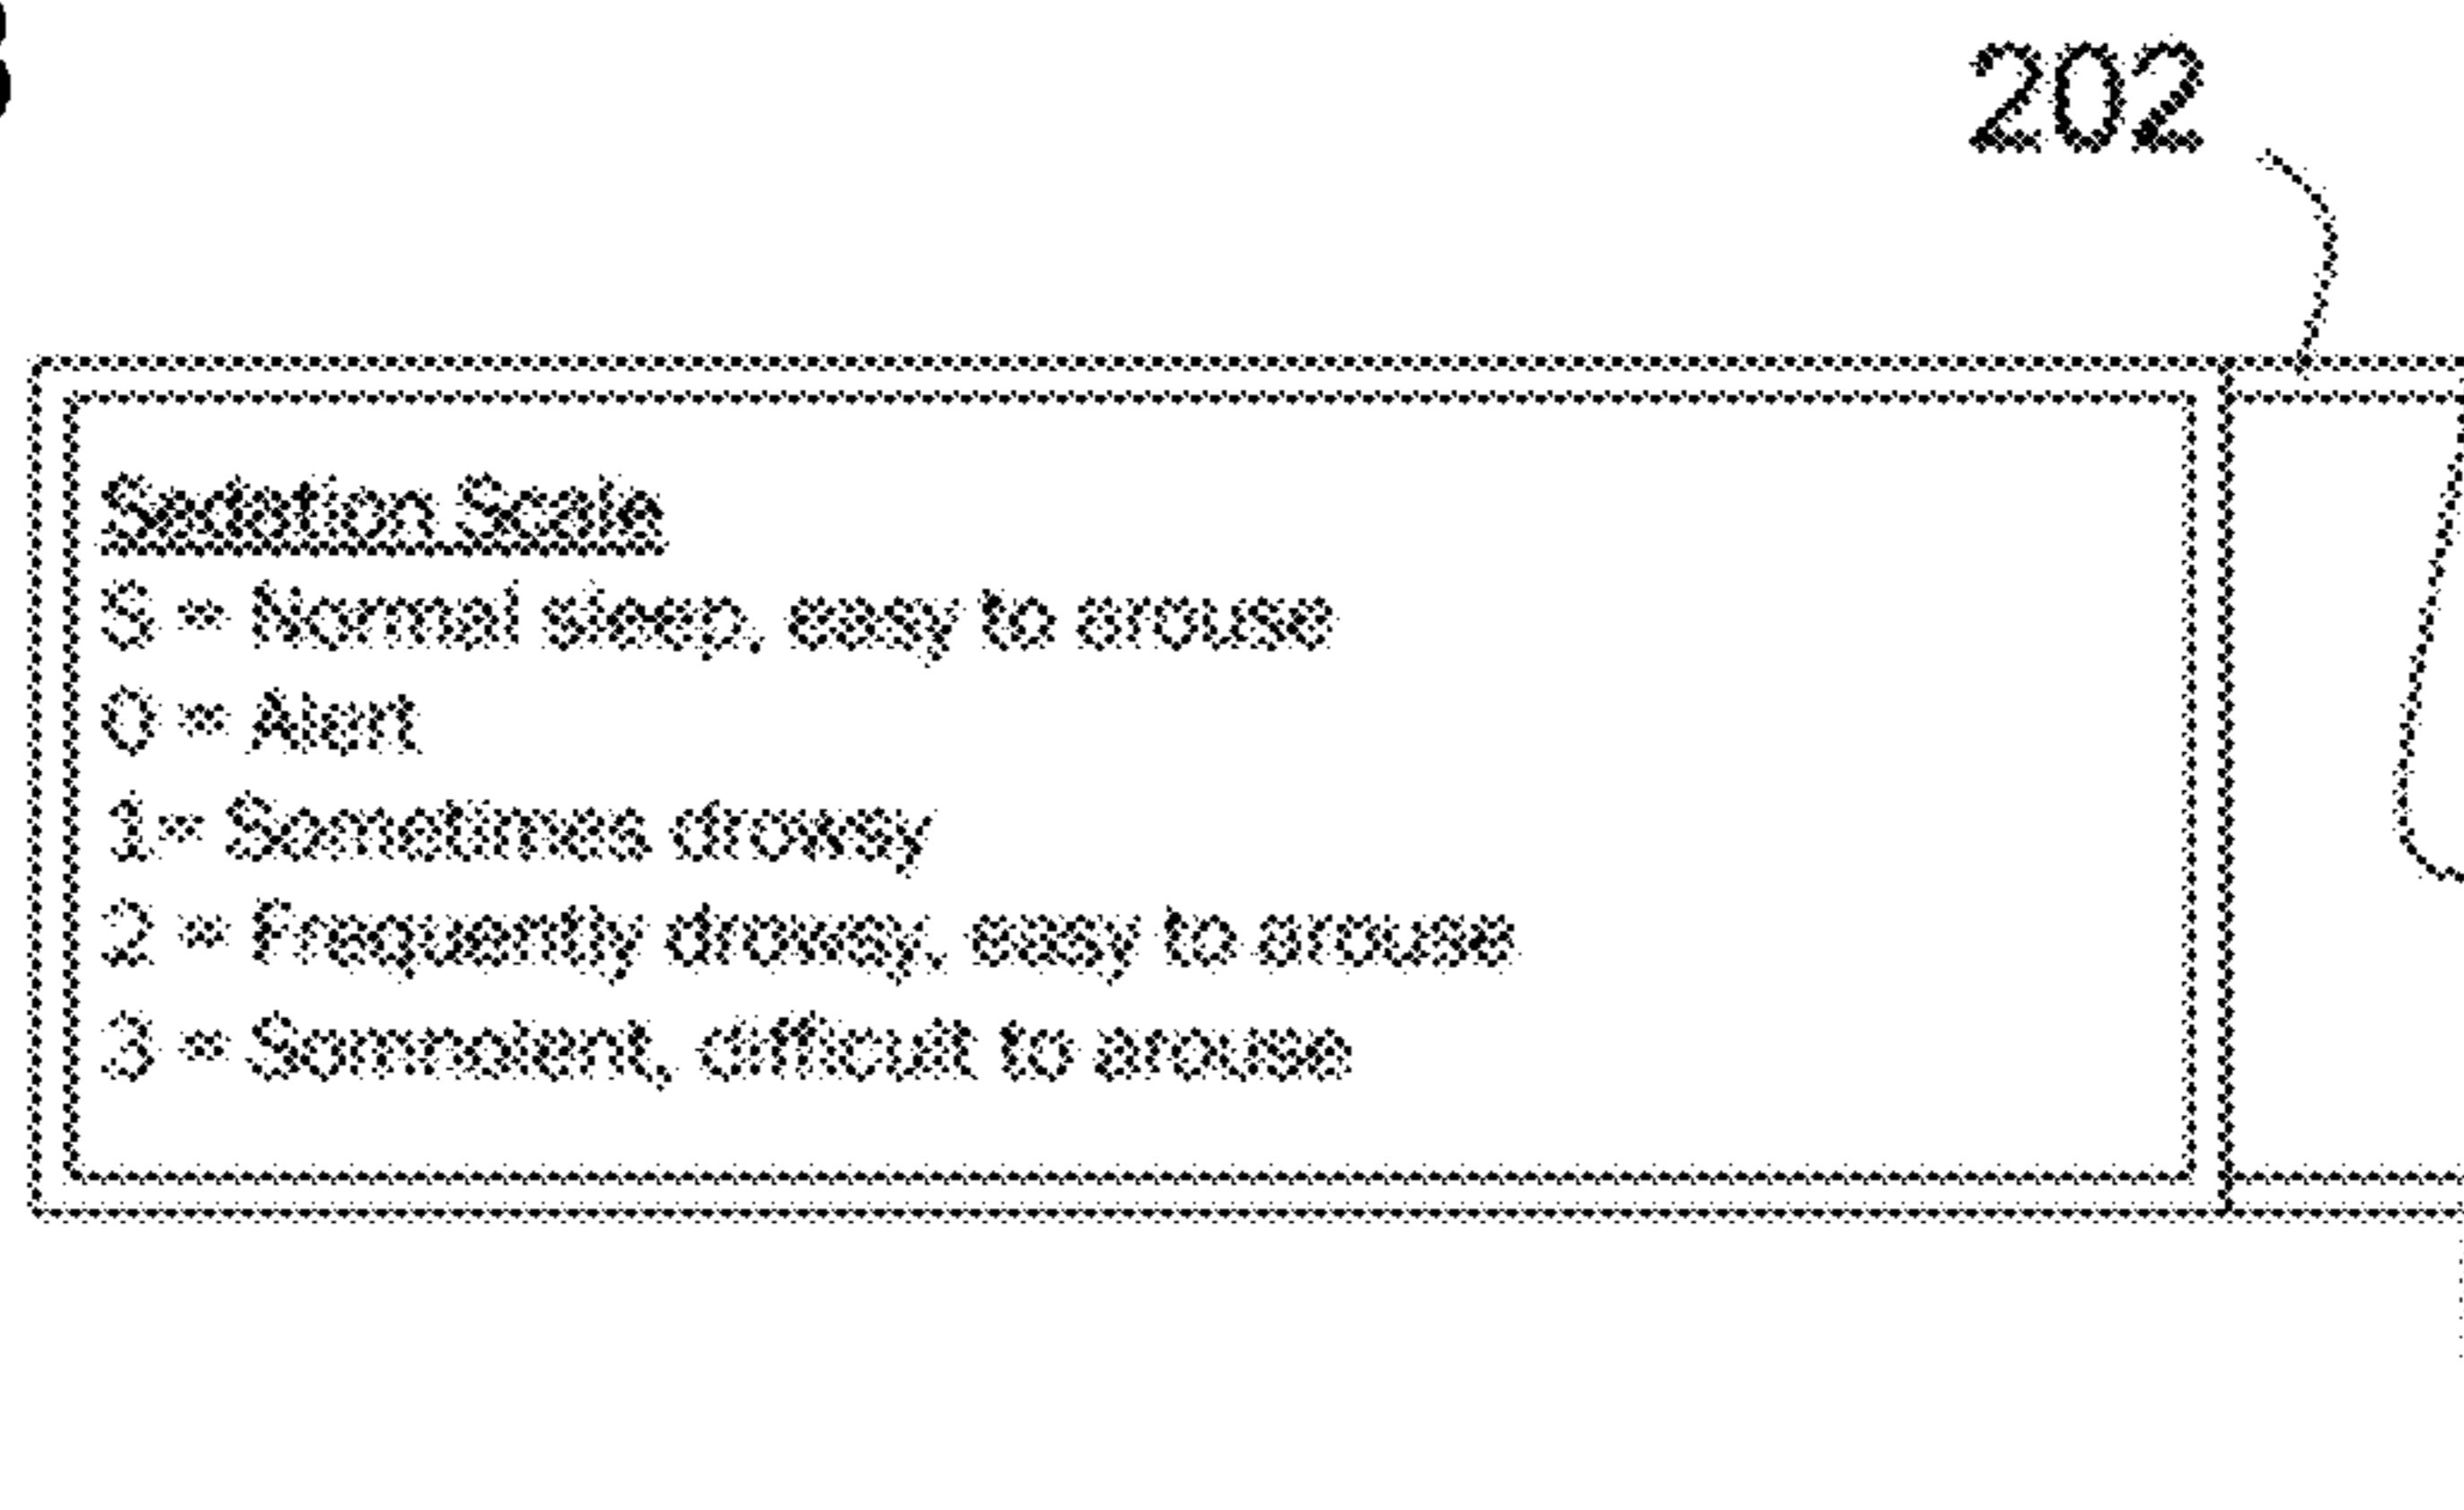 202
Sedation Scale
S = Normal sleep, easy to arouse
0 = Alert
1= Sometimes drowsy
2 = Frequently drowsy, easy to arouse
3 = Somnolent, difficult to arouse